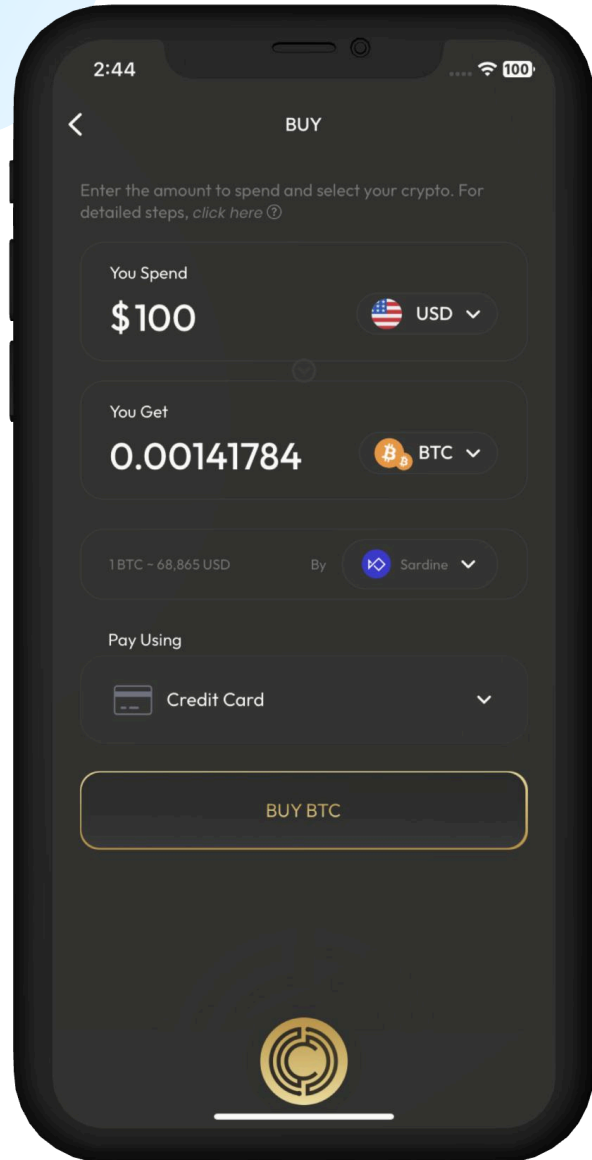 2:44
100
BUY
Enter the amount to spend and select your crypto. For
detailed steps, click here ?
You Spend
$100
USD
You Get
0.00141784
BTC
1 BTC ~ 68,865 USD By Sardine
Pay Using
Credit Card
BUY BTC